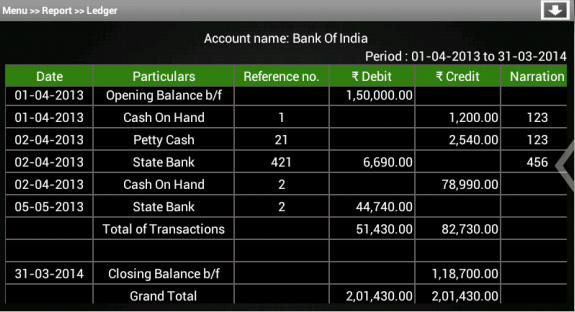 Menu >> Report >> Ledger
Account name: Bank Of India
Period : 01-04-2013 to 31-03-2014
Date Particulars Reference no. ₹ Debit ₹ Credit Narration
01-04-2013 Opening Balance b/f 1,50,000.00
01-04-2013 Cash On Hand 1 1,200.00 123
02-04-2013 Petty Cash 21 2,540.00 123
02-04-2013 State Bank 421 6,690.00 456
02-04-2013 Cash On Hand 2 78,990.00
05-05-2013 State Bank 2 44,740.00
Total of Transactions 51,430.00 82,730.00
31-03-2014 Closing Balance b/f 1,18,700.00
Grand Total 2,01,430.00 2,01,430.00